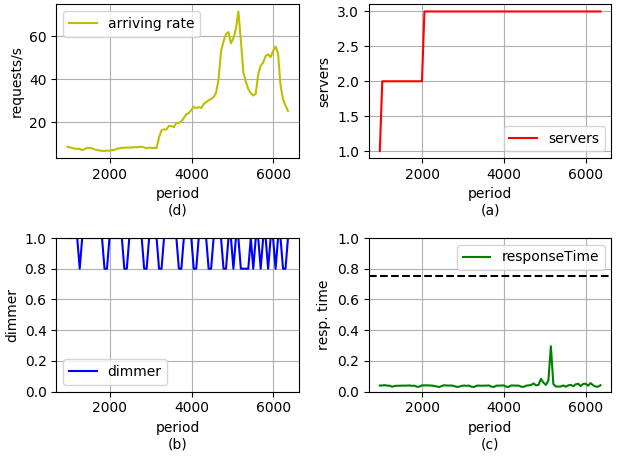 60
40
20
requests/s
arriving rate
2000
4000
6000
period
(d)
3.0
2.5
2.0
1.5
1.0
servers
servers
2000
4000
6000
period
(a)
1.0
0.8
0.6
0.4
0.2
0.0
dimmer
dimmer
2000
4000
6000
period
(b)
1.0
0.8
0.6
0.4
0.2
0.0
resp. time
responseTime
2000
4000
6000
period
(c)